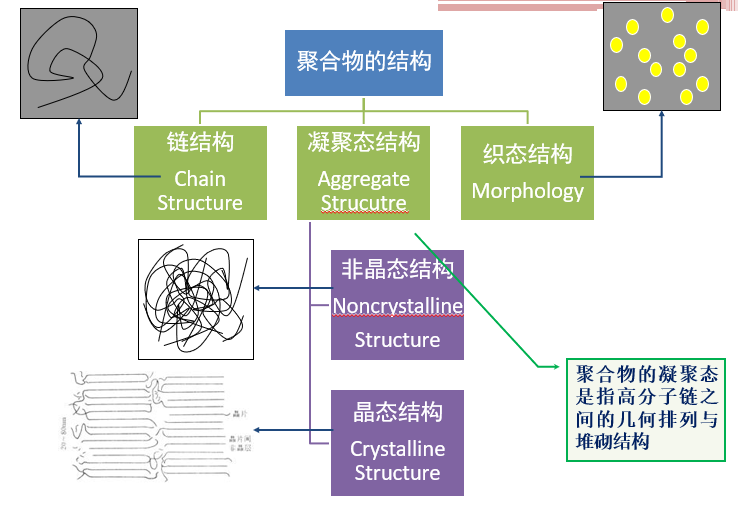 聚合物的结构
链结构
Chain
Structure
凝聚态结构
Aggregate
Strucutre
织态结构
Morphology
非晶态结构
Noncrystalline
Structure
晶态结构
Crystalline
Structure
聚合物的凝聚态
是指高分子链之
间的几何排列与
堆砌结构
20～80nm
晶片
晶片间
非晶层